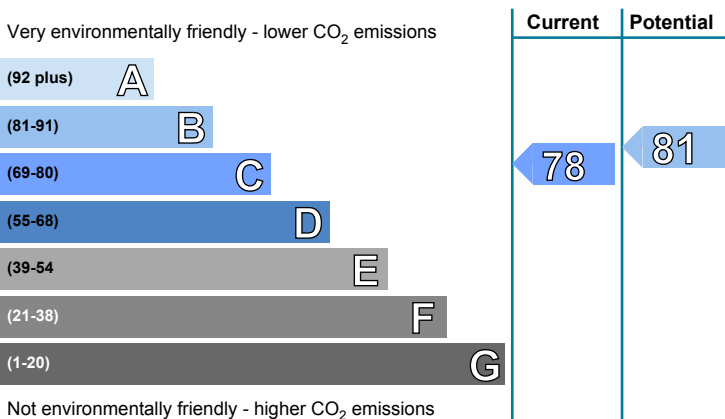 Current Potential
Very environmentally friendly - lower CO2 emissions
(92 plus) A
(81-91) B
(69-80) C
(55-68) D
(39-54 E
(21-38) F
(1-20) G
78 81
Not environmentally friendly - higher CO2 emissions